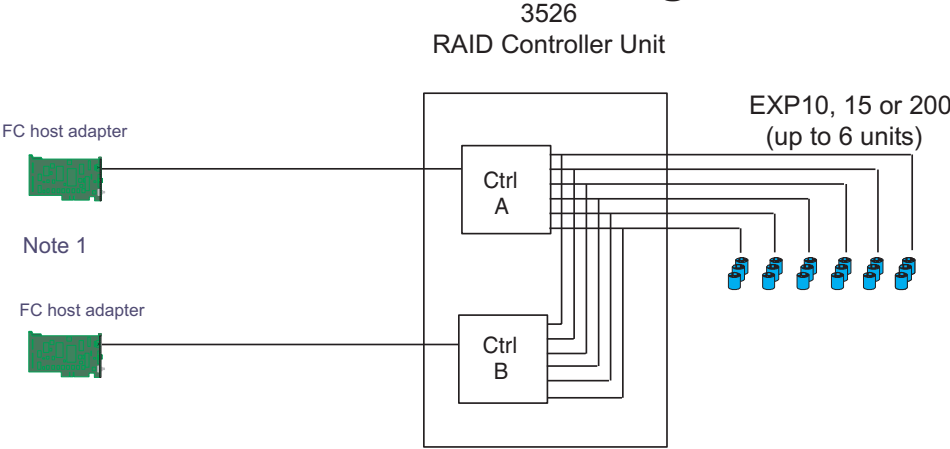 3526
RAID Controller Unit
EXP10, 15 or 200
(up to 6 units)
FC host adapter
Ctrl
A
Note 1
FC host adapter
Ctrl
B